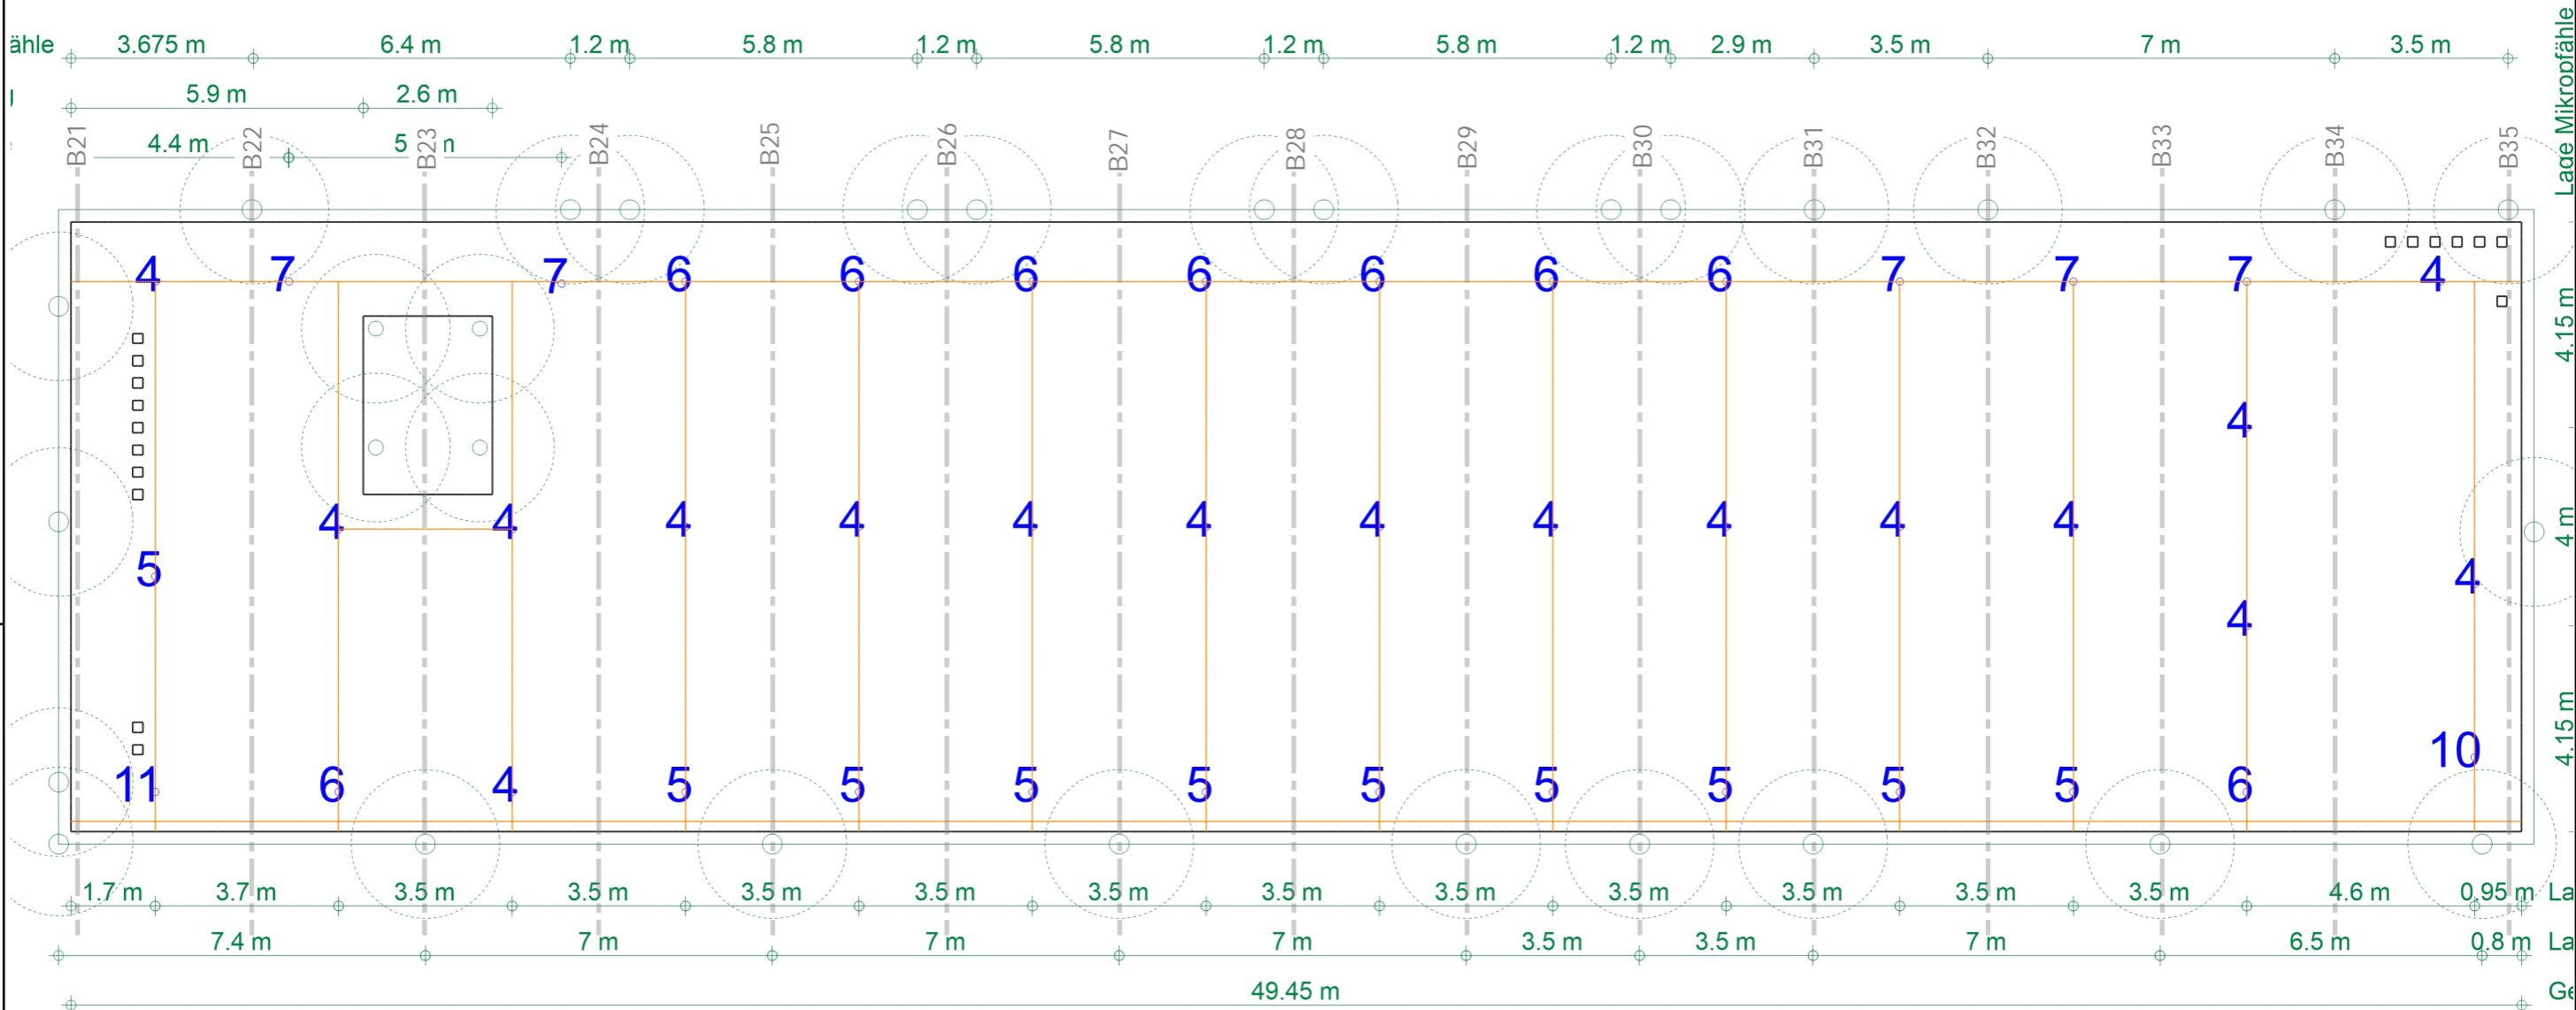 ähle 3.675 m 6.4 m 1.2 m 5.8 m 1.2 m 5.8 m 1.2 m 5.8 m 1.2 m 2.9 m 3.5 m 7 m 3.5 m
5.9 m 2.6 m
4.4 m 5
B21 B22 B23 B24 B25 B26 B27 B28 B29 B30 B31 B32 B33 B34 B35
Lage Mikropfähle
4 7 7 6 6 6 6 6 6 6 7 7 7 4
4.15 m
4
4 4 4 4 4 4 4 4 4 4 4
4 m
5 4
4
4.15 m
10
11 6 4 5 5 5 5 5 5 5 5 5 6
1.7 m 3.7 m 3.5 m 3.5 m 3.5 m 3.5 m 3.5 m 3.5 m 3.5 m 3.5 m 3.5 m 3.5 m 3.5 m 4.6 m 0.95 m La
7.4 m 7 m 7 m 7 m 3.5 m 3.5 m 7 m 6.5 m 0.8 m La
49.45 m Ge